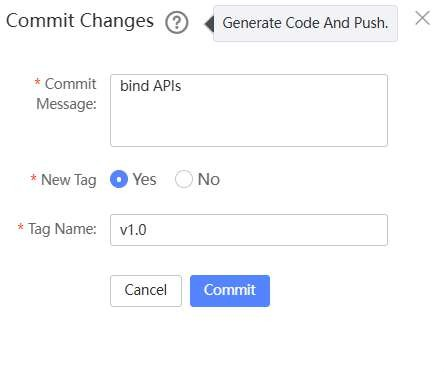 Commit Changes ? Generate Code And Push.
* Commit Message:
bind APIs
* New Tag Yes No
* Tag Name: v1.0
Cancel Commit